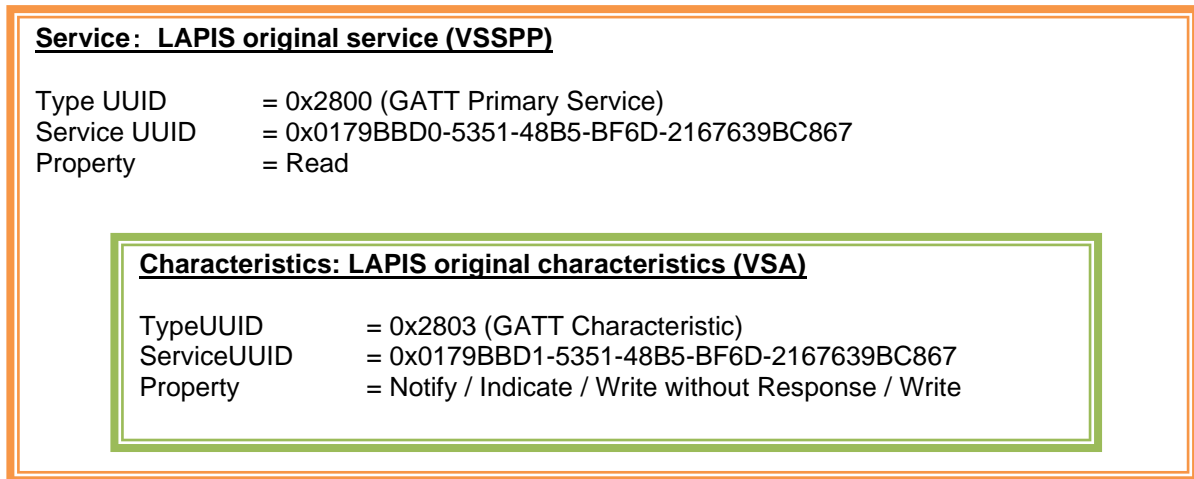 Service: LAPIS original service (VSSPP)
Type UUID = 0x2800 (GATT Primary Service)
Service UUID = 0x0179BBD0-5351-48B5-BF6D-2167639BC867
Property = Read
Characteristics: LAPIS original characteristics (VSA)
TypeUUID = 0x2803 (GATT Characteristic)
ServiceUUID = 0x0179BBD1-5351-48B5-BF6D-2167639BC867
Property = Notify / Indicate / Write without Response / Write